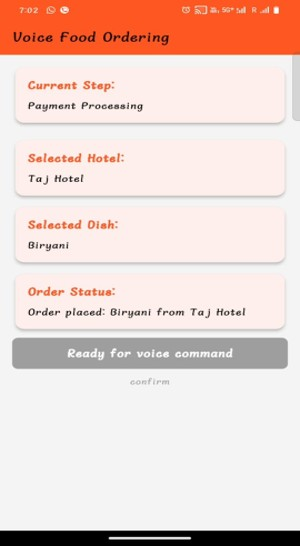 7:02
Voice Food Ordering
Current Step:
Payment Processing
Selected Hotel:
Taj Hotel
Selected Dish:
Biryani
Order Status:
Order placed: Biryani from Taj Hotel
Ready for voice command
confirm